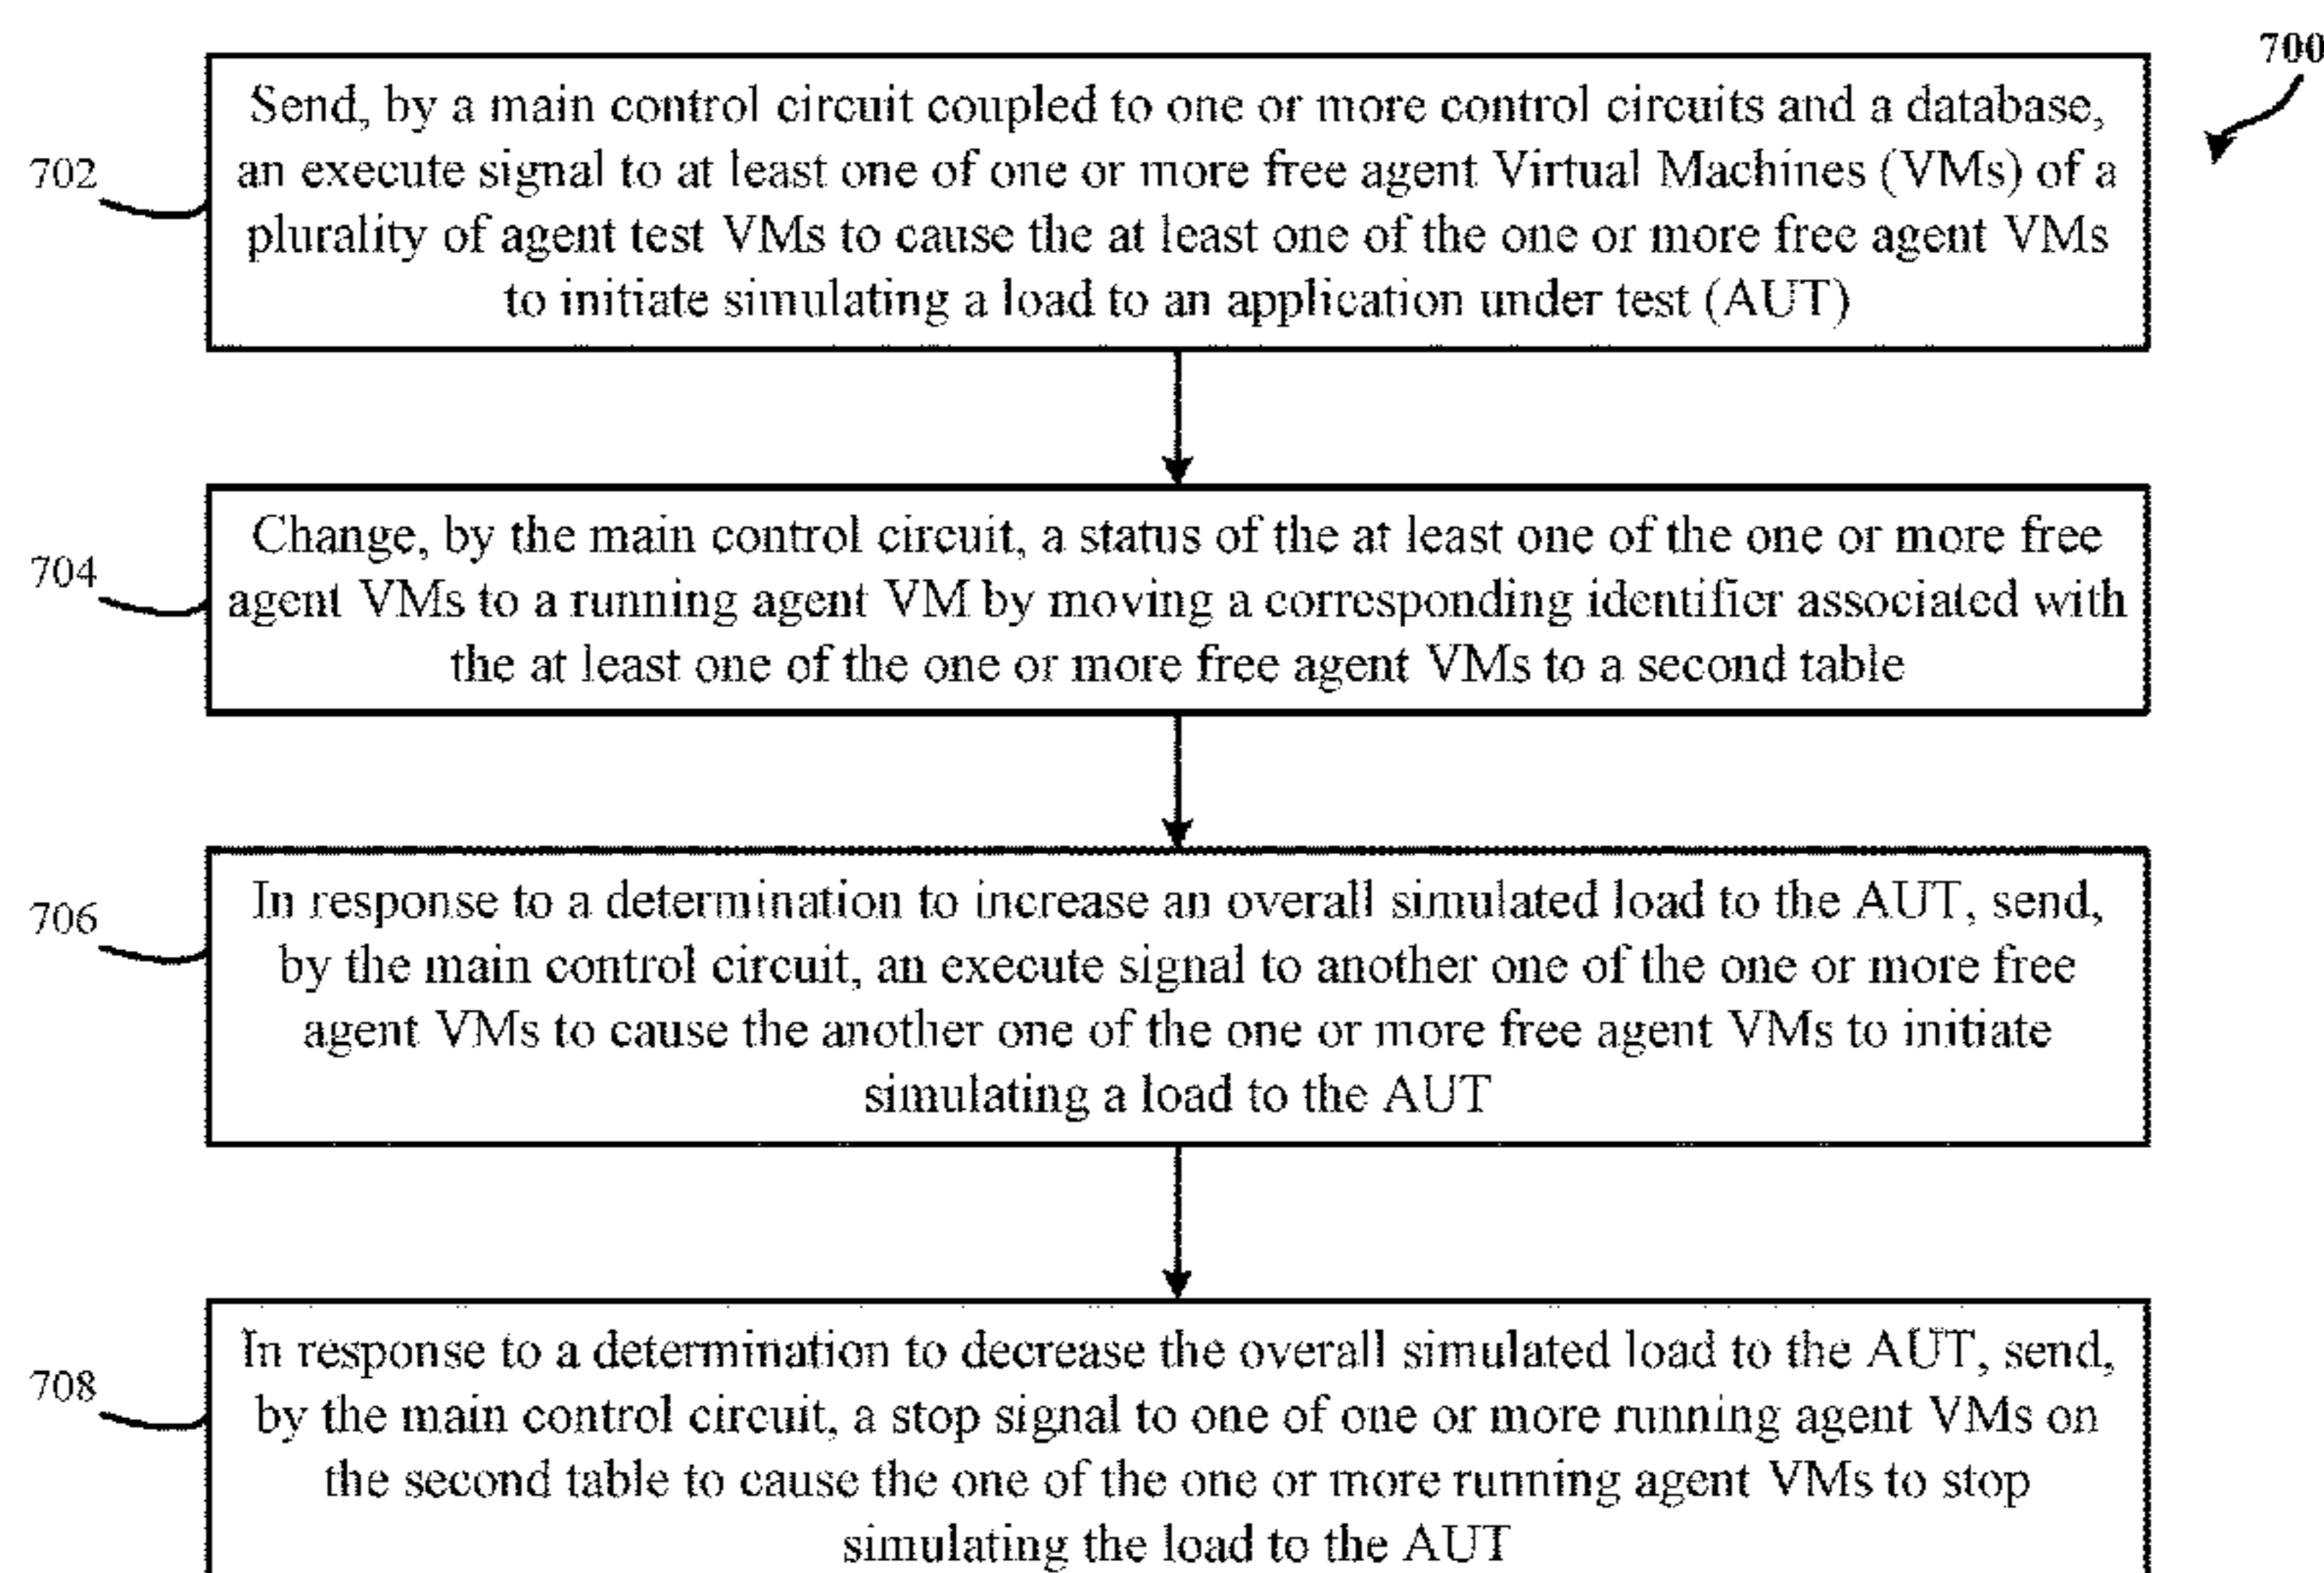 700
702
Send, by a main control circuit coupled to one or more control circuits and a database,
an execute signal to at least one of one or more free agent Virtual Machines (VMs) of a
plurality of agent test VMs to cause the at least one of the one or more free agent VMs
to initiate simulating a load to an application under test (AUT)
704
Change, by the main control circuit, a status of the at least one of the one or more free
agent VMs to a running agent VM by moving a corresponding identifier associated with
the at least one of the one or more free agent VMs to a second table
706
In response to a determination to increase an overall simulated load to the AUT, send,
by the main control circuit, an execute signal to another one of the one or more free
agent VMs to cause the another one of the one or more free agent VMs to initiate
simulating a load to the AUT
708
In response to a determination to decrease the overall simulated load to the AUT, send,
by the main control circuit, a stop signal to one of one or more running agent VMs on
the second table to cause the one of the one or more running agent VMs to stop
simulating the load to the AUT